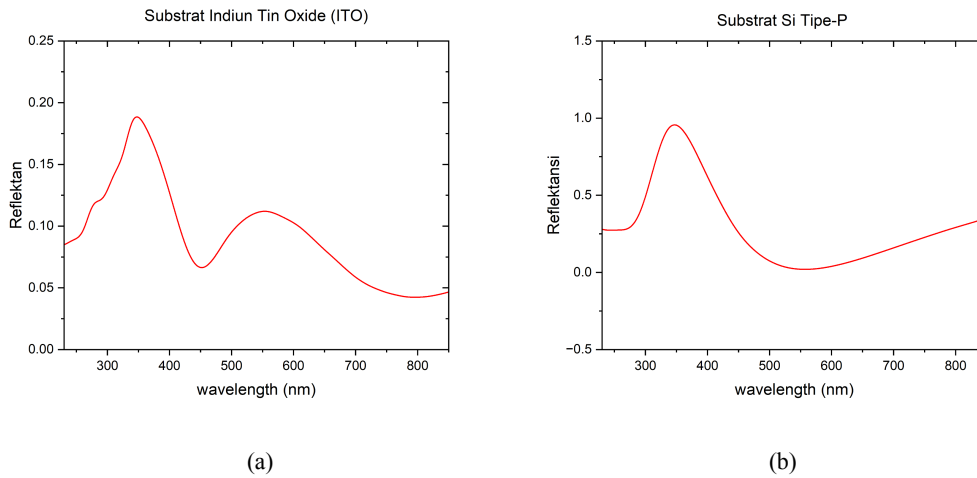 Substrat Indiun Tin Oxide (ITO)
0.25
0.20
0.15
0.10
0.05
0.00
Reflektan
300 400 500 600 700 800
wavelength (nm)
(a)
Substrat Si Tipe-P
1.5
1.0
0.5
0.0
−0.5
Reflektansi
300 400 500 600 700 800
wavelength (nm)
(b)